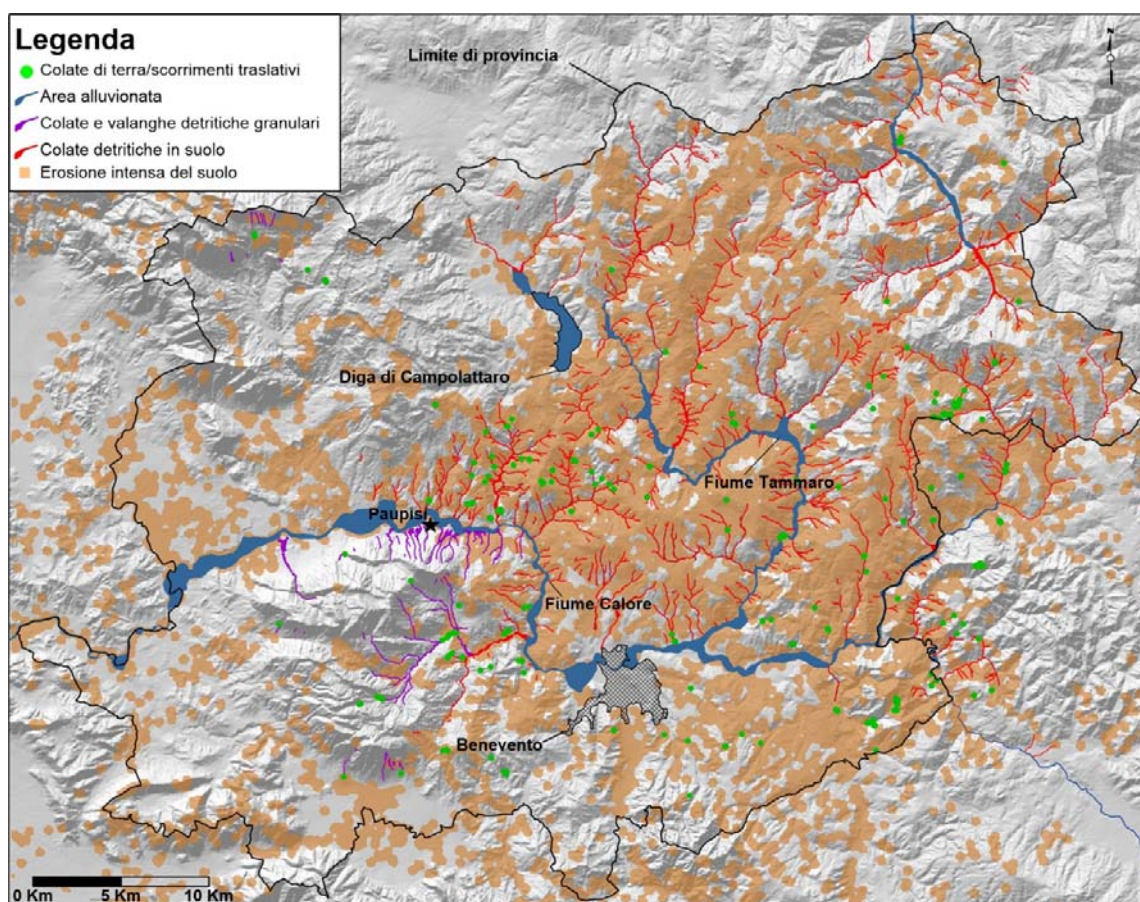 Legenda
Colate di terra/scorrimenti traslativi
Area alluvionata
Colate e valanghe detritiche granulari
Colate detritiche in suolo
Erosione intensa del suolo
Limite di provincia
N
Diga di Campolattaro
Fiume Tammaro
Paupisi
Fiume Calore
Benevento
0 Km 5 Km 10 Km